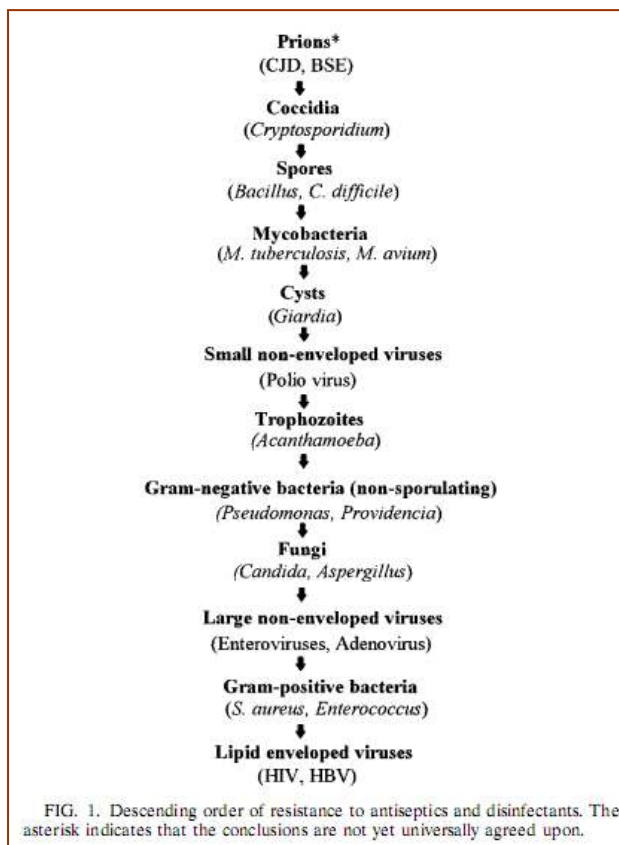 Prions*
(CJD, BSE)
Coccidia
(Cryptosporidium)
Spores
(Bacillus, C. difficile)
Mycobacteria
(M. tuberculosis, M. avium)
Cysts
(Giardia)
Small non-enveloped viruses
(Polio virus)
Trophozoites
(Acanthamoeba)
Gram-negative bacteria (non-sporulating)
(Pseudomonas, Providencia)
Fungi
(Candida, Aspergillus)
Large non-enveloped viruses
(Enteroviruses, Adenovirus)
Gram-positive bacteria
(S. aureus, Enterococcus)
Lipid enveloped viruses
(HIV, HBV)
FIG. 1. Descending order of resistance to antiseptics and disinfectants. The
asterisk indicates that the conclusions are not yet universally agreed upon.